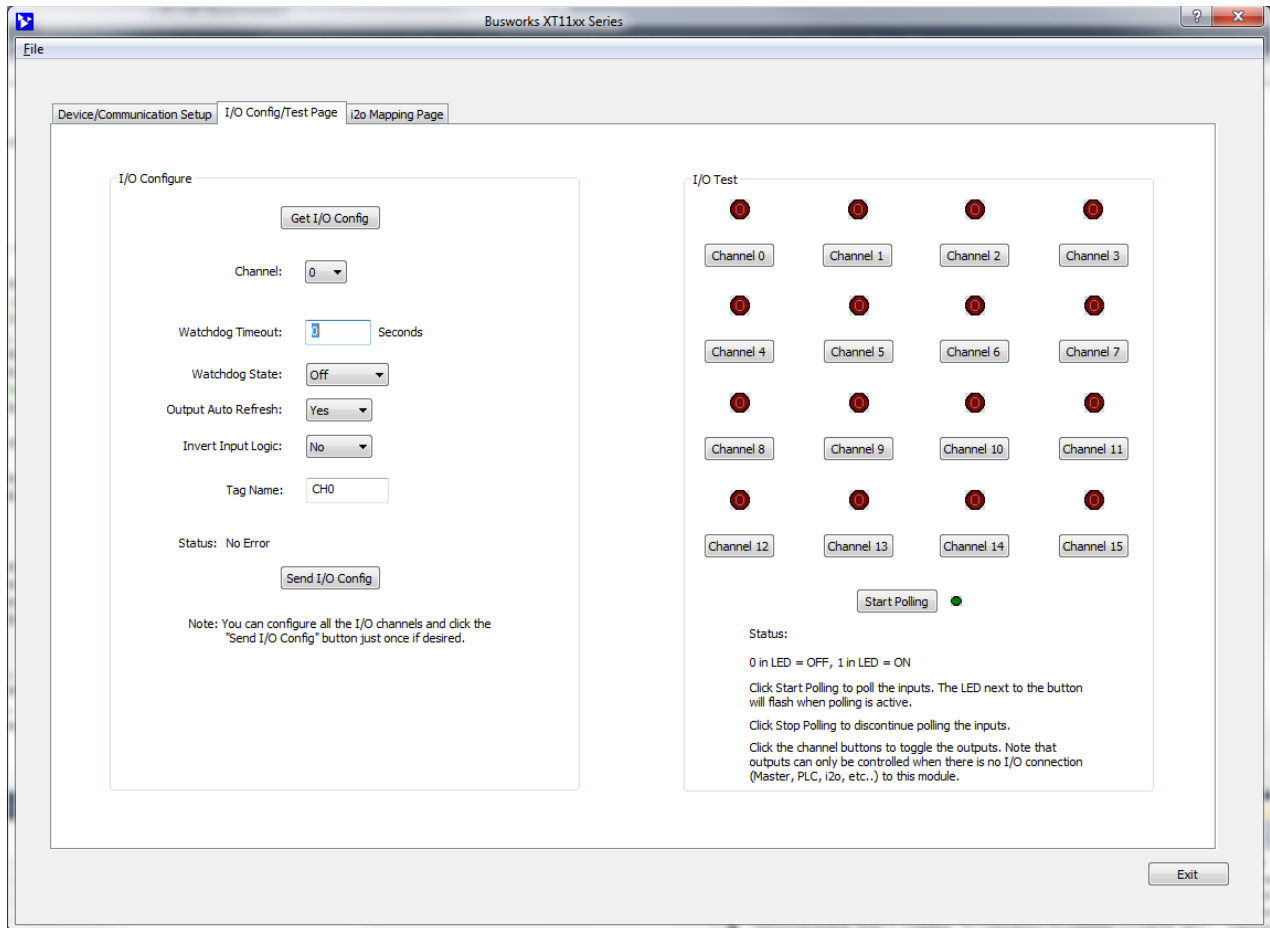 Busworks XT11xx Series
File
Device/Communication Setup
I/O Config/Test Page
i2o Mapping Page
I/O Configure
Get I/O Config
Channel: 0
Watchdog Timeout: 0 Seconds
Watchdog State: Off
Output Auto Refresh: Yes
Invert Input Logic: No
Tag Name: CH0
Status: No Error
Send I/O Config
Note: You can configure all the I/O channels and click the
"Send I/O Config" button just once if desired.
I/O Test
0 0 0 0
Channel 0 Channel 1 Channel 2 Channel 3
0 0 0 0
Channel 4 Channel 5 Channel 6 Channel 7
0 0 0 0
Channel 8 Channel 9 Channel 10 Channel 11
0 0 0 0
Channel 12 Channel 13 Channel 14 Channel 15
Start Polling
Status:
0 in LED = OFF, 1 in LED = ON
Click Start Polling to poll the inputs. The LED next to the button
will flash when polling is active.
Click Stop Polling to discontinue polling the inputs.
Click the channel buttons to toggle the outputs. Note that
outputs can only be controlled when there is no I/O connection
(Master, PLC, i2o, etc..) to this module.
Exit